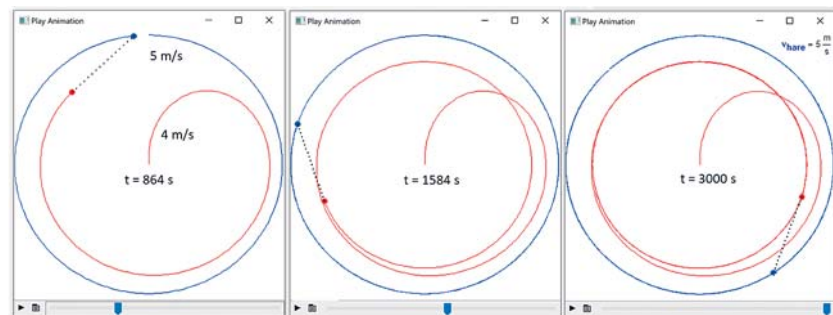 Play Animation
5 m/s
4 m/s
t = 864 s
Play Animation
t = 1584 s
Play Animation
v_hare = 5 m/s
t = 3000 s